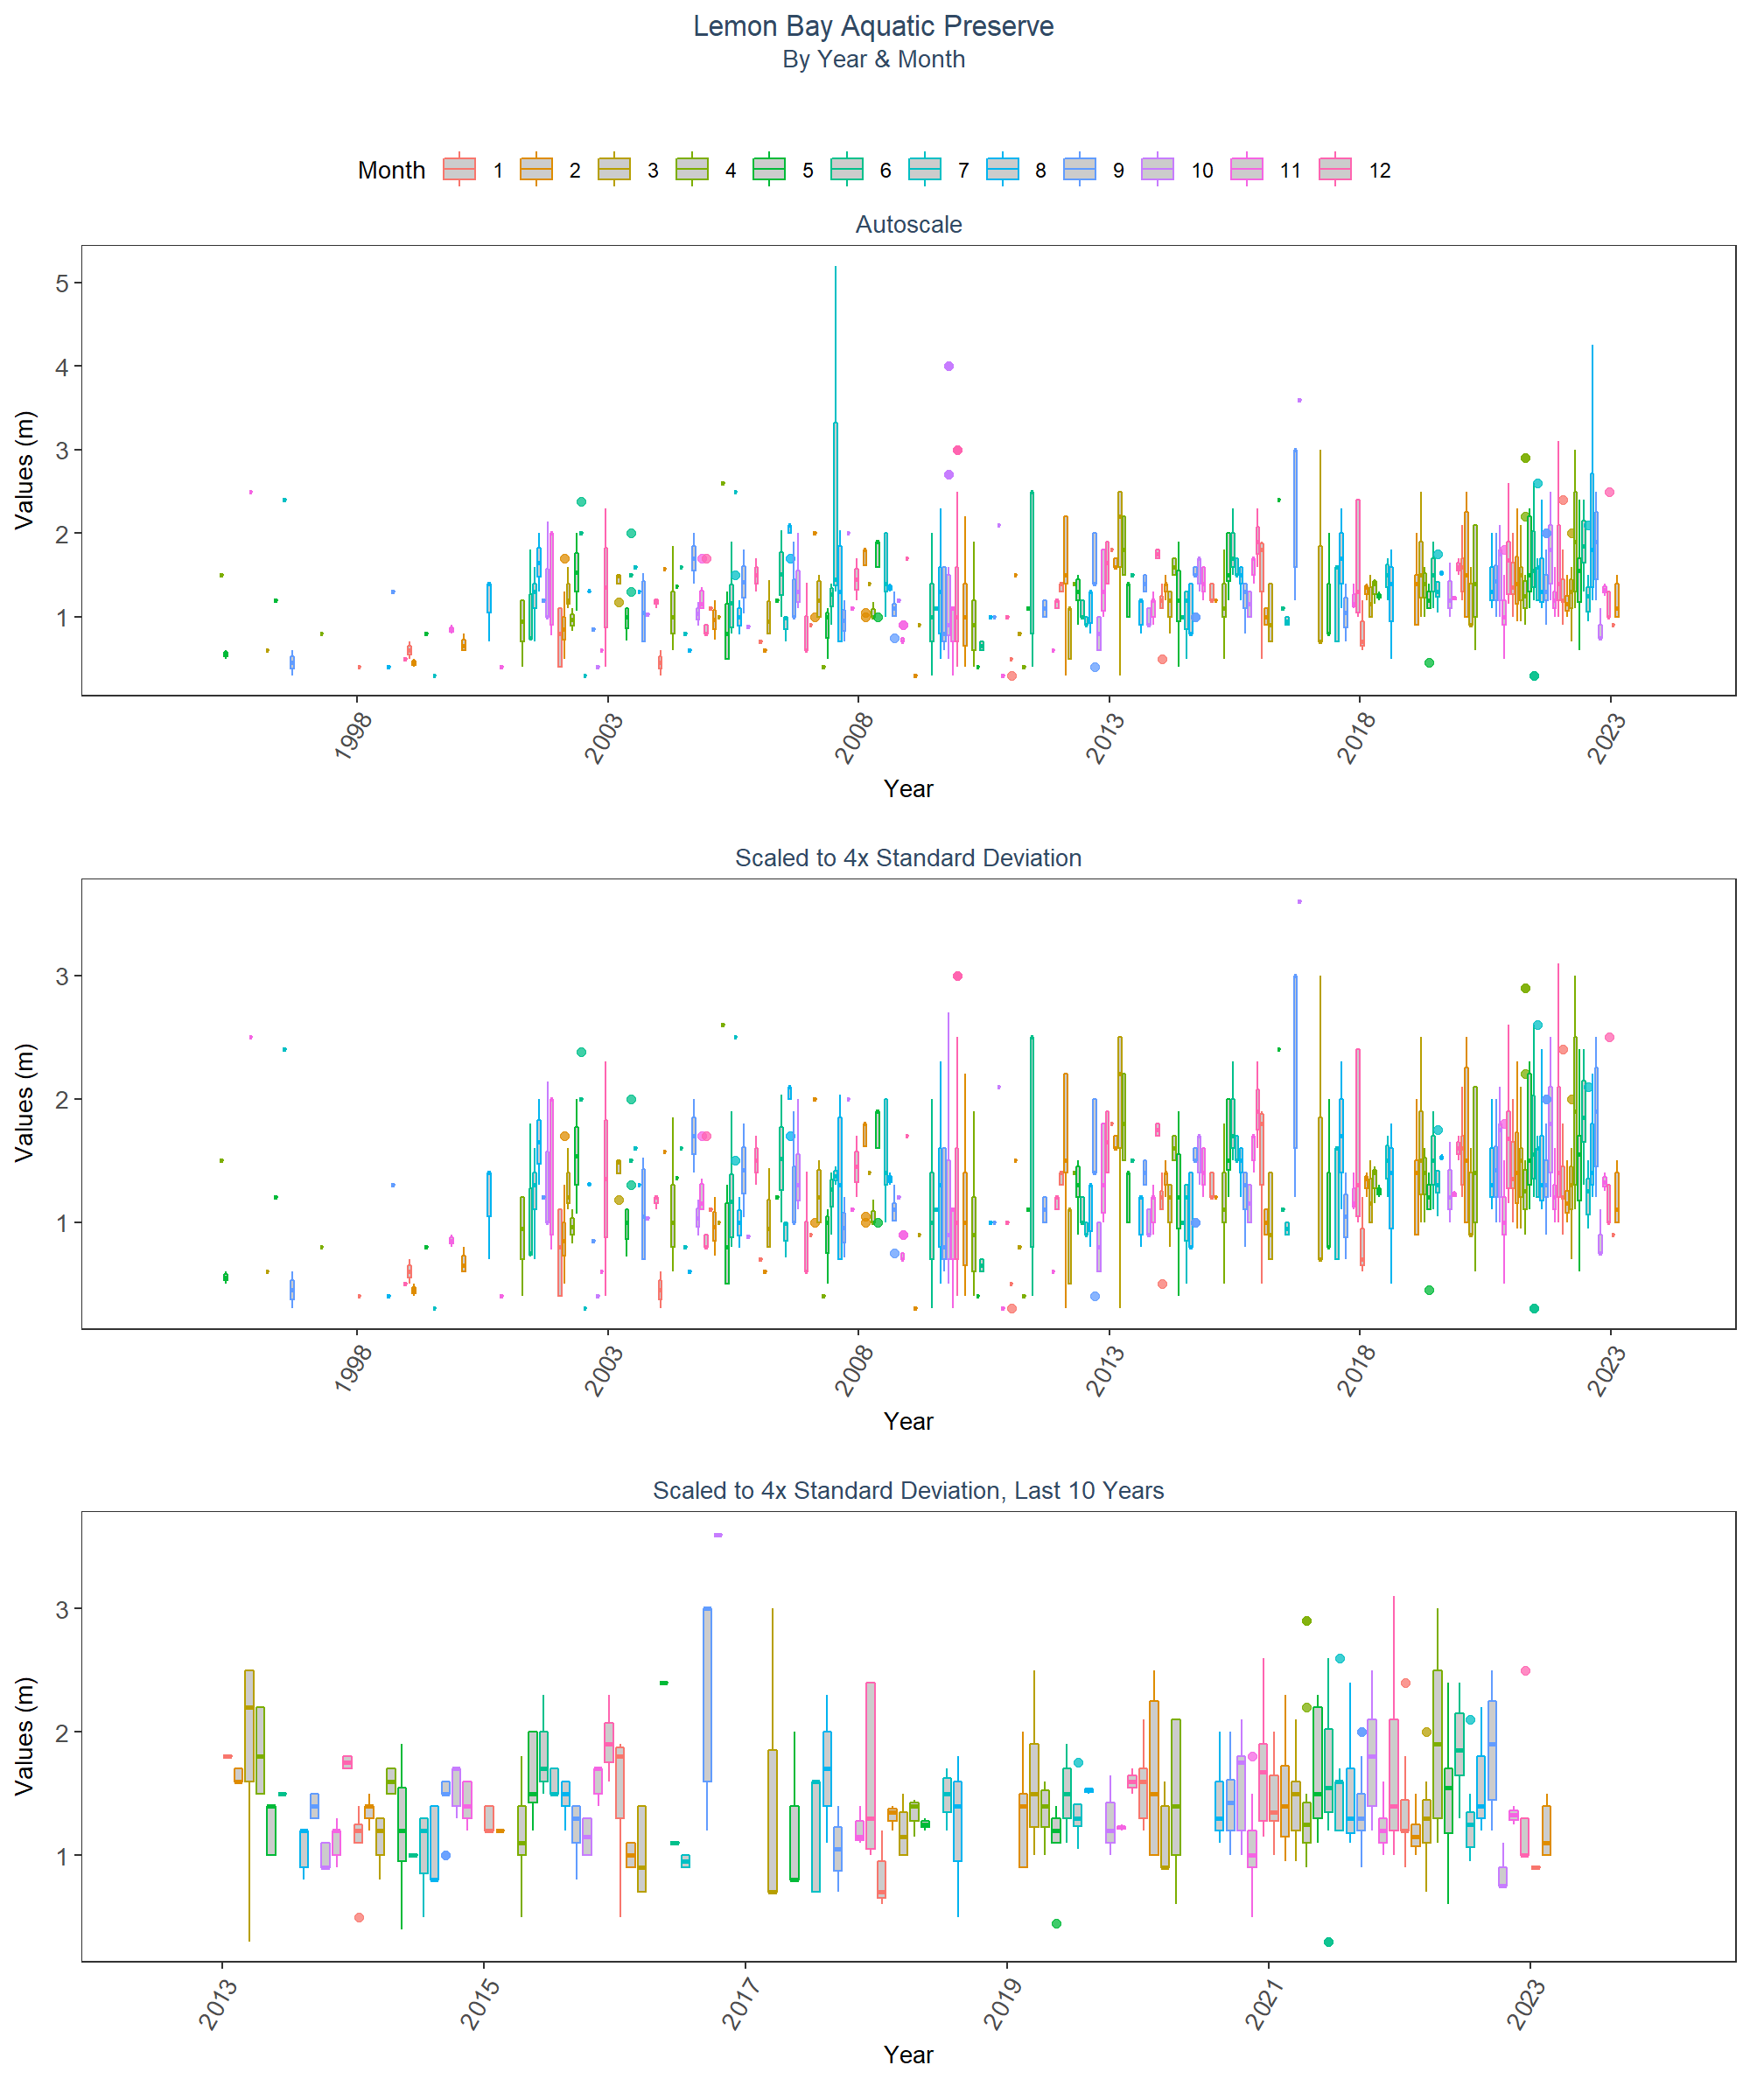 Lemon Bay Aquatic Preserve
By Year & Month
Month 1 2 3 4 5 6 7 8 9 10 11 12
Autoscale
Values (m)
5
4
3
2
1
1998 2003 2008 2013 2018 2023
Year
Scaled to 4x Standard Deviation
Values (m)
3
2
1
1998 2003 2008 2013 2018 2023
Year
Scaled to 4x Standard Deviation, Last 10 Years
Values (m)
3
2
1
2013 2015 2017 2019 2021 2023
Year